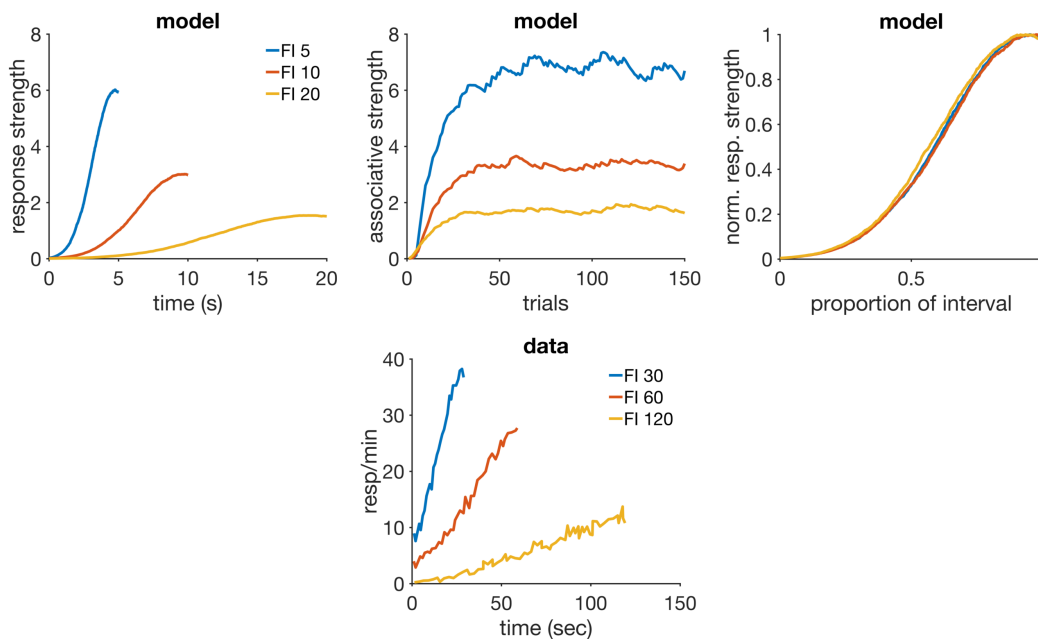 model
8
6
4
2
0
0
5
10
15
20
response strength
time (s)
FI 5
FI 10
FI 20
model
8
6
4
2
0
0
50
100
150
associative strength
trials
model
1
0.8
0.6
0.4
0.2
0
0
0.5
norm. resp. strength
proportion of interval
data
40
30
20
10
0
0
50
100
150
resp/min
time (sec)
FI 30
FI 60
FI 120